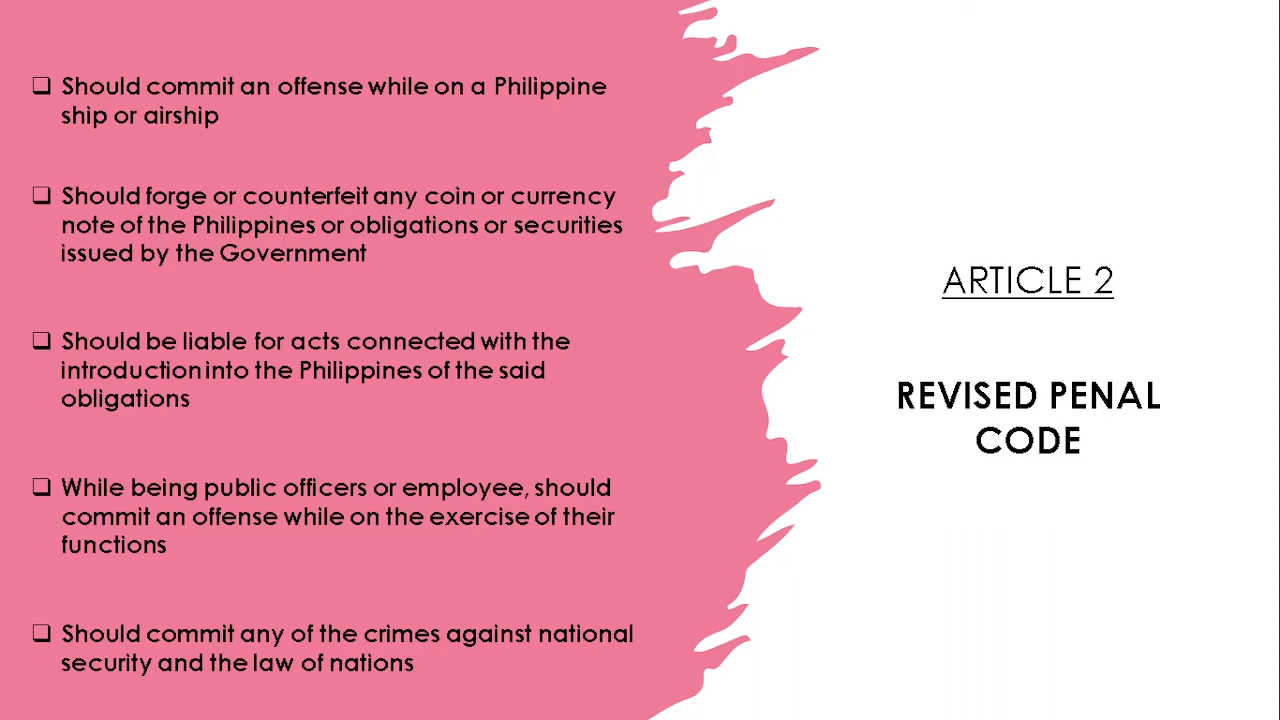 ❑ Should commit an offense while on a Philippine
ship or airship
❑ Should forge or counterfeit any coin or currency
note of the Philippines or obligations or securities
issued by the Government
❑ Should be liable for acts connected with the
introduction into the Philippines of the said
obligations
❑ While being public officers or employee, should
commit an offense while on the exercise of their
functions
❑ Should commit any of the crimes against national
security and the law of nations
ARTICLE 2
REVISED PENAL
CODE